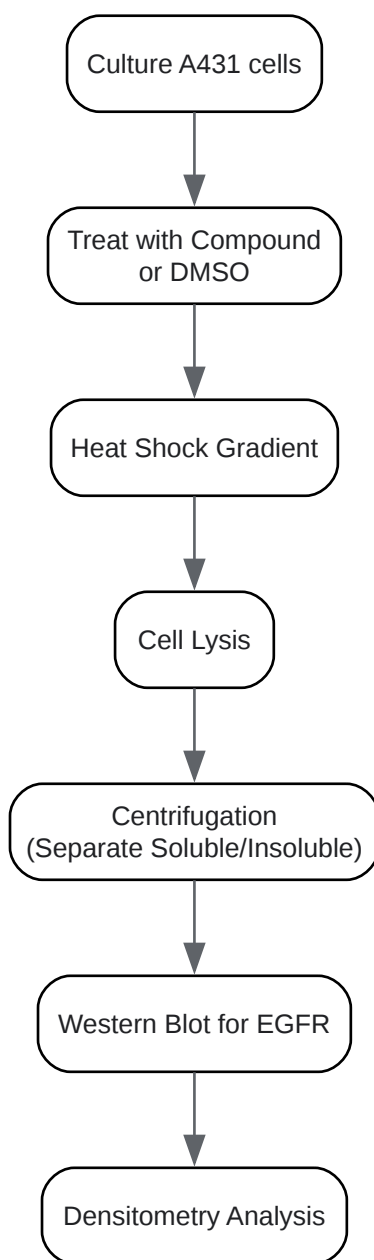 Culture A431 cells
Treat with Compound
or DMSO
Heat Shock Gradient
Cell Lysis
Centrifugation
(Separate Soluble/Insoluble)
Western Blot for EGFR
Densitometry Analysis